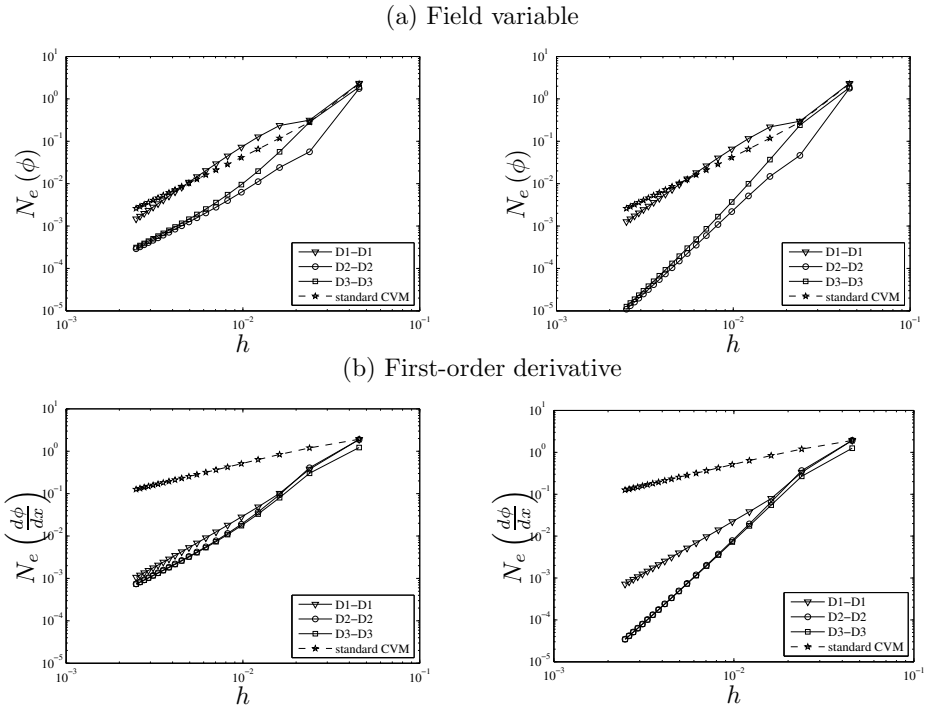 (a) Field variable
10^1
10^0
10^-1
10^-2
10^-3
10^-4
10^-5
N_e (ϕ)
D1−D1
D2−D2
D3−D3
standard CVM
10^-3
10^-2
10^-1
h
10^1
10^0
10^-1
10^-2
10^-3
10^-4
10^-5
N_e (ϕ)
D1−D1
D2−D2
D3−D3
standard CVM
10^-3
10^-2
10^-1
h
(b) First-order derivative
10^1
10^0
10^-1
10^-2
10^-3
10^-4
10^-5
N_e (dϕ/dx)
D1−D1
D2−D2
D3−D3
standard CVM
10^-3
10^-2
10^-1
h
10^1
10^0
10^-1
10^-2
10^-3
10^-4
10^-5
N_e (dϕ/dx)
D1−D1
D2−D2
D3−D3
standard CVM
10^-3
10^-2
10^-1
h